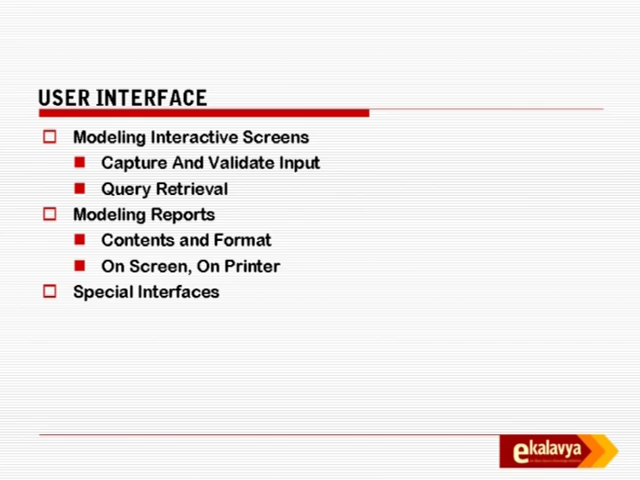 USER INTERFACE
Modeling Interactive Screens
Capture And Validate Input
Query Retrieval
Modeling Reports
Contents and Format
On Screen, On Printer
Special Interfaces
ekalavya